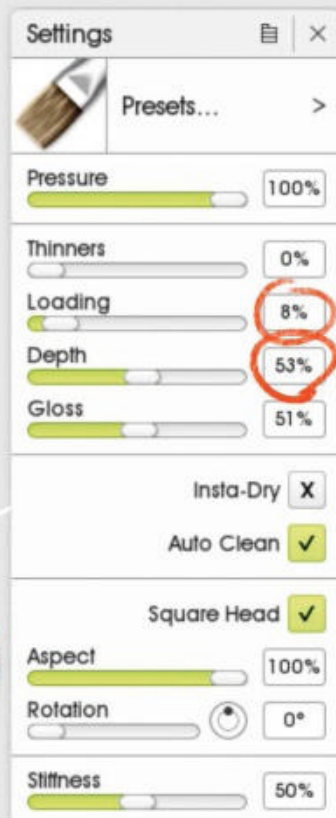 Settings
Presets... >
Pressure 100%
Thinners 0%
Loading 8%
Depth 53%
Gloss 51%
Insta-Dry X
Auto Clean ✓
Square Head ✓
Aspect 100%
Rotation 0°
Stiffness 50%